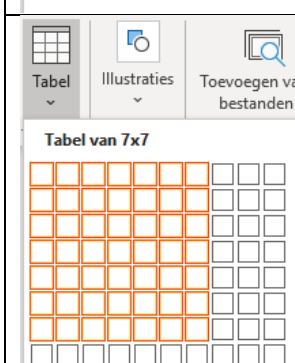 Tabel
Illustraties
Toevoegen va
bestanden
Tabel van 7x7